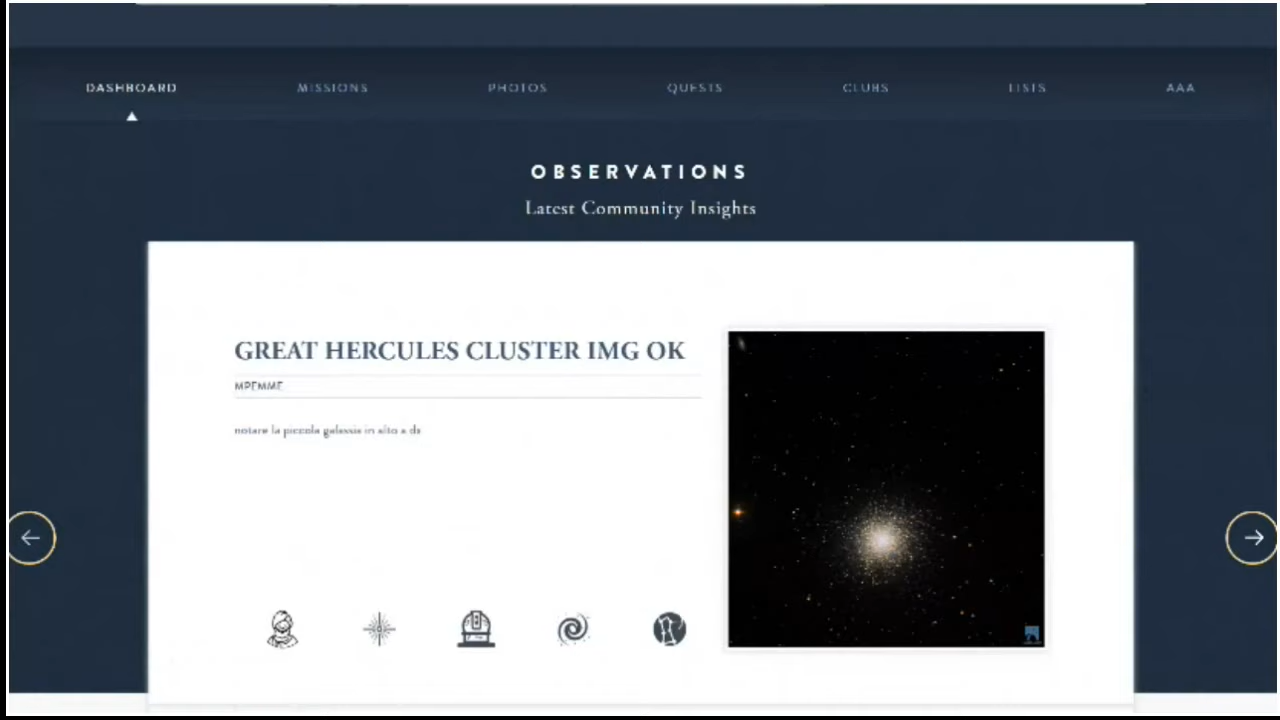 DASHBOARD MISSIONS PHOTOS QUESTS CLUBS LISTS AAA
OBSERVATIONS
Latest Community Insights
GREAT HERCULES CLUSTER IMG OK
MPEMME
notare la piccola galassia in alto a dx